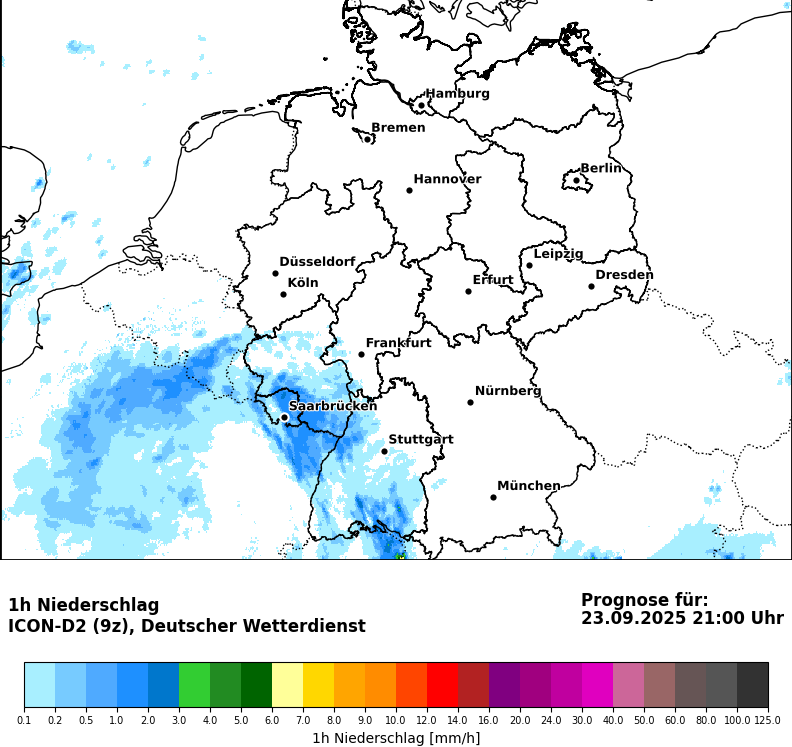 Hamburg
Bremen
Berlin
Hannover
Leipzig
Düsseldorf
Dresden
Erfurt
Köln
Frankfurt
Nürnberg
Saarbrücken
Stuttgart
München
1h Niederschlag
ICON-D2 (9z), Deutscher Wetterdienst
Prognose für:
23.09.2025 21:00 Uhr
0.1 0.2 0.5 1.0 2.0 3.0 4.0 5.0 6.0 7.0 8.0 9.0 10.0 12.0 14.0 16.0 20.0 24.0 30.0 40.0 50.0 60.0 80.0 100.0 125.0
1h Niederschlag [mm/h]